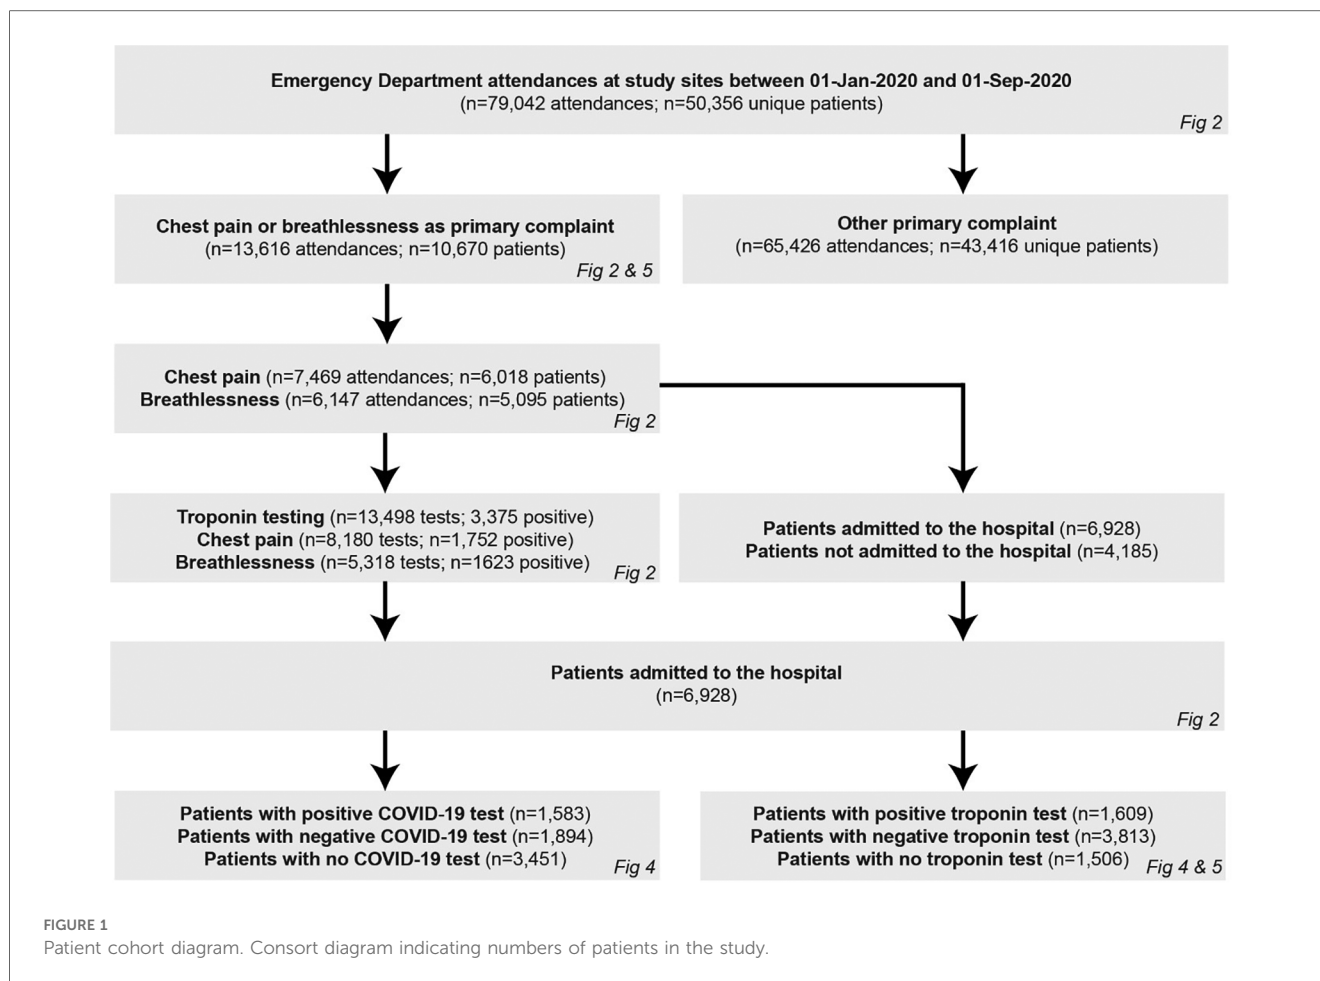 Emergency Department attendances at study sites between 01-Jan-2020 and 01-Sep-2020
(n=79,042 attendances; n=50,356 unique patients)
Fig 2
Chest pain or breathlessness as primary complaint
(n=13,616 attendances; n=10,670 patients)
Fig 2 & 5
Other primary complaint
(n=65,426 attendances; n=43,416 unique patients)
Chest pain (n=7,469 attendances; n=6,018 patients)
Breathlessness (n=6,147 attendances; n=5,095 patients)
Fig 2
Troponin testing (n=13,498 tests; 3,375 positive)
Chest pain (n=8,180 tests; n=1,752 positive)
Breathlessness (n=5,318 tests; n=1623 positive)
Fig 2
Patients admitted to the hospital (n=6,928)
Patients not admitted to the hospital (n=4,185)
Patients admitted to the hospital
(n=6,928)
Fig 2
Patients with positive COVID-19 test (n=1,583)
Patients with negative COVID-19 test (n=1,894)
Patients with no COVID-19 test (n=3,451)
Fig 4
Patients with positive troponin test (n=1,609)
Patients with negative troponin test (n=3,813)
Patients with no troponin test (n=1,506)
Fig 4 & 5
FIGURE 1
Patient cohort diagram. Consort diagram indicating numbers of patients in the study.